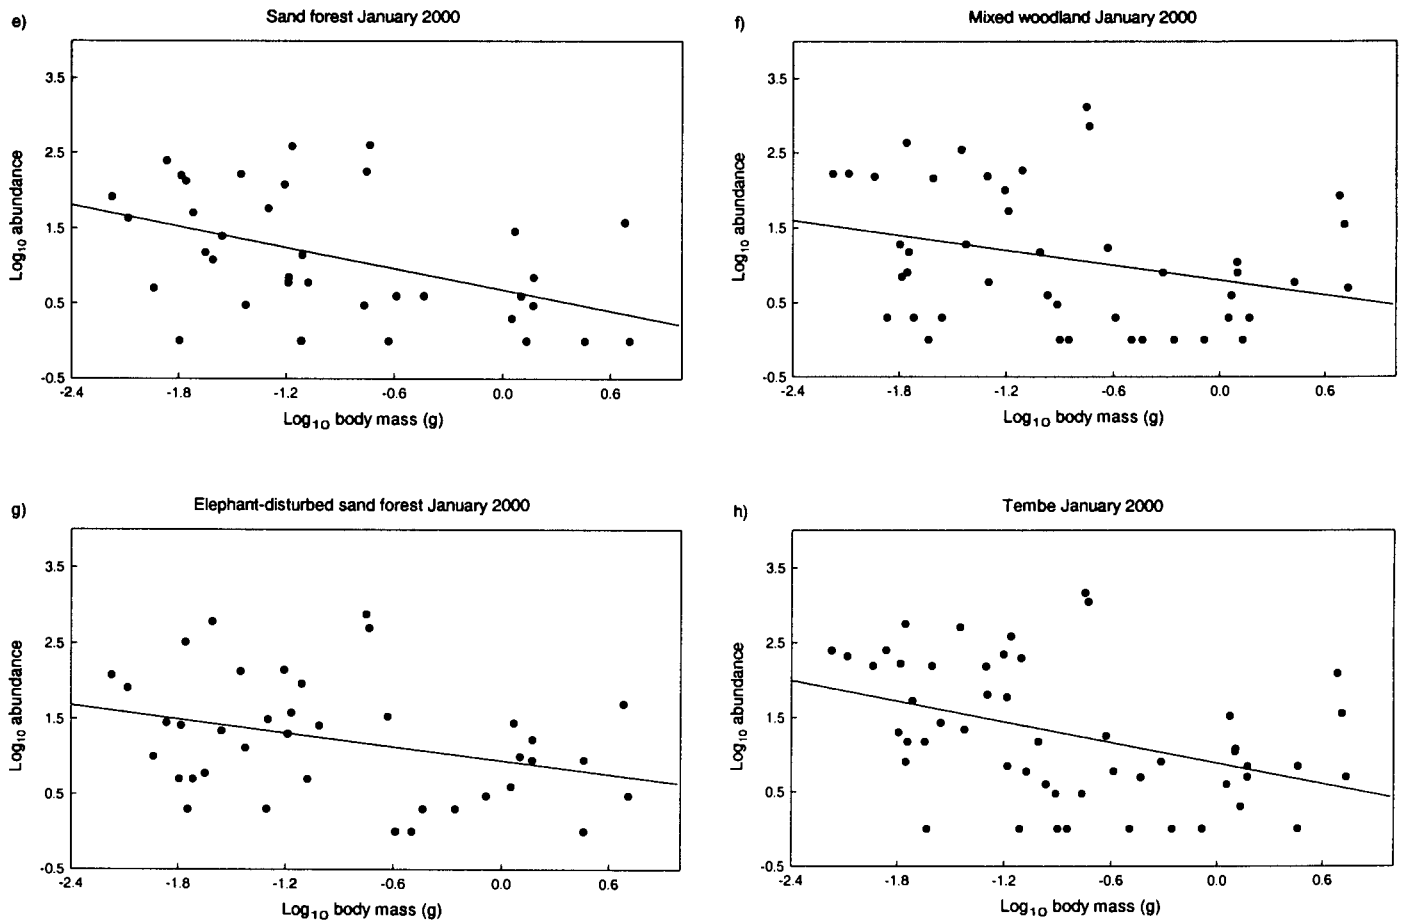 e)
Sand forest January 2000
3.5
2.5
1.5
0.5
-0.5
Log10 abundance
-2.4 -1.8 -1.2 -0.6 0.0 0.6
Log10 body mass (g)
f)
Mixed woodland January 2000
3.5
2.5
1.5
0.5
-0.5
Log10 abundance
-2.4 -1.8 -1.2 -0.6 0.0 0.6
Log10 body mass (g)
g)
Elephant-disturbed sand forest January 2000
3.5
2.5
1.5
0.5
-0.5
Log10 abundance
-2.4 -1.8 -1.2 -0.6 0.0 0.6
Log10 body mass (g)
h)
Tembe January 2000
3.5
2.5
1.5
0.5
-0.5
Log10 abundance
-2.4 -1.8 -1.2 -0.6 0.0 0.6
Log10 body mass (g)